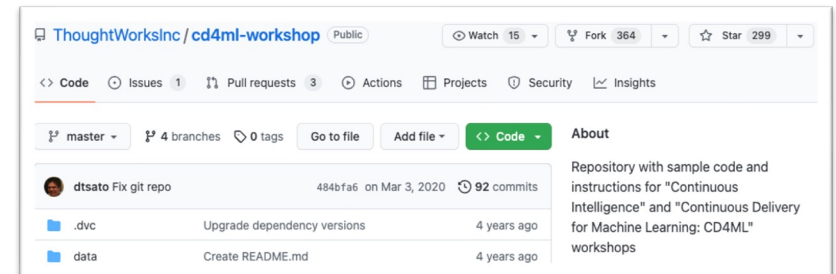 ThoughtWorksInc / cd4ml-workshop Public Watch 15 Fork 364 Star 299
Code Issues 1 Pull requests 3 Actions Projects Security Insights
master 4 branches 0 tags Go to file Add file Code
dtsato Fix git repo 484bfa6 on Mar 3, 2020 92 commits
.dvc Upgrade dependency versions 4 years ago
data Create README.md 4 years ago
About
Repository with sample code and
instructions for "Continuous
Intelligence" and "Continuous Delivery
for Machine Learning: CD4ML"
workshops